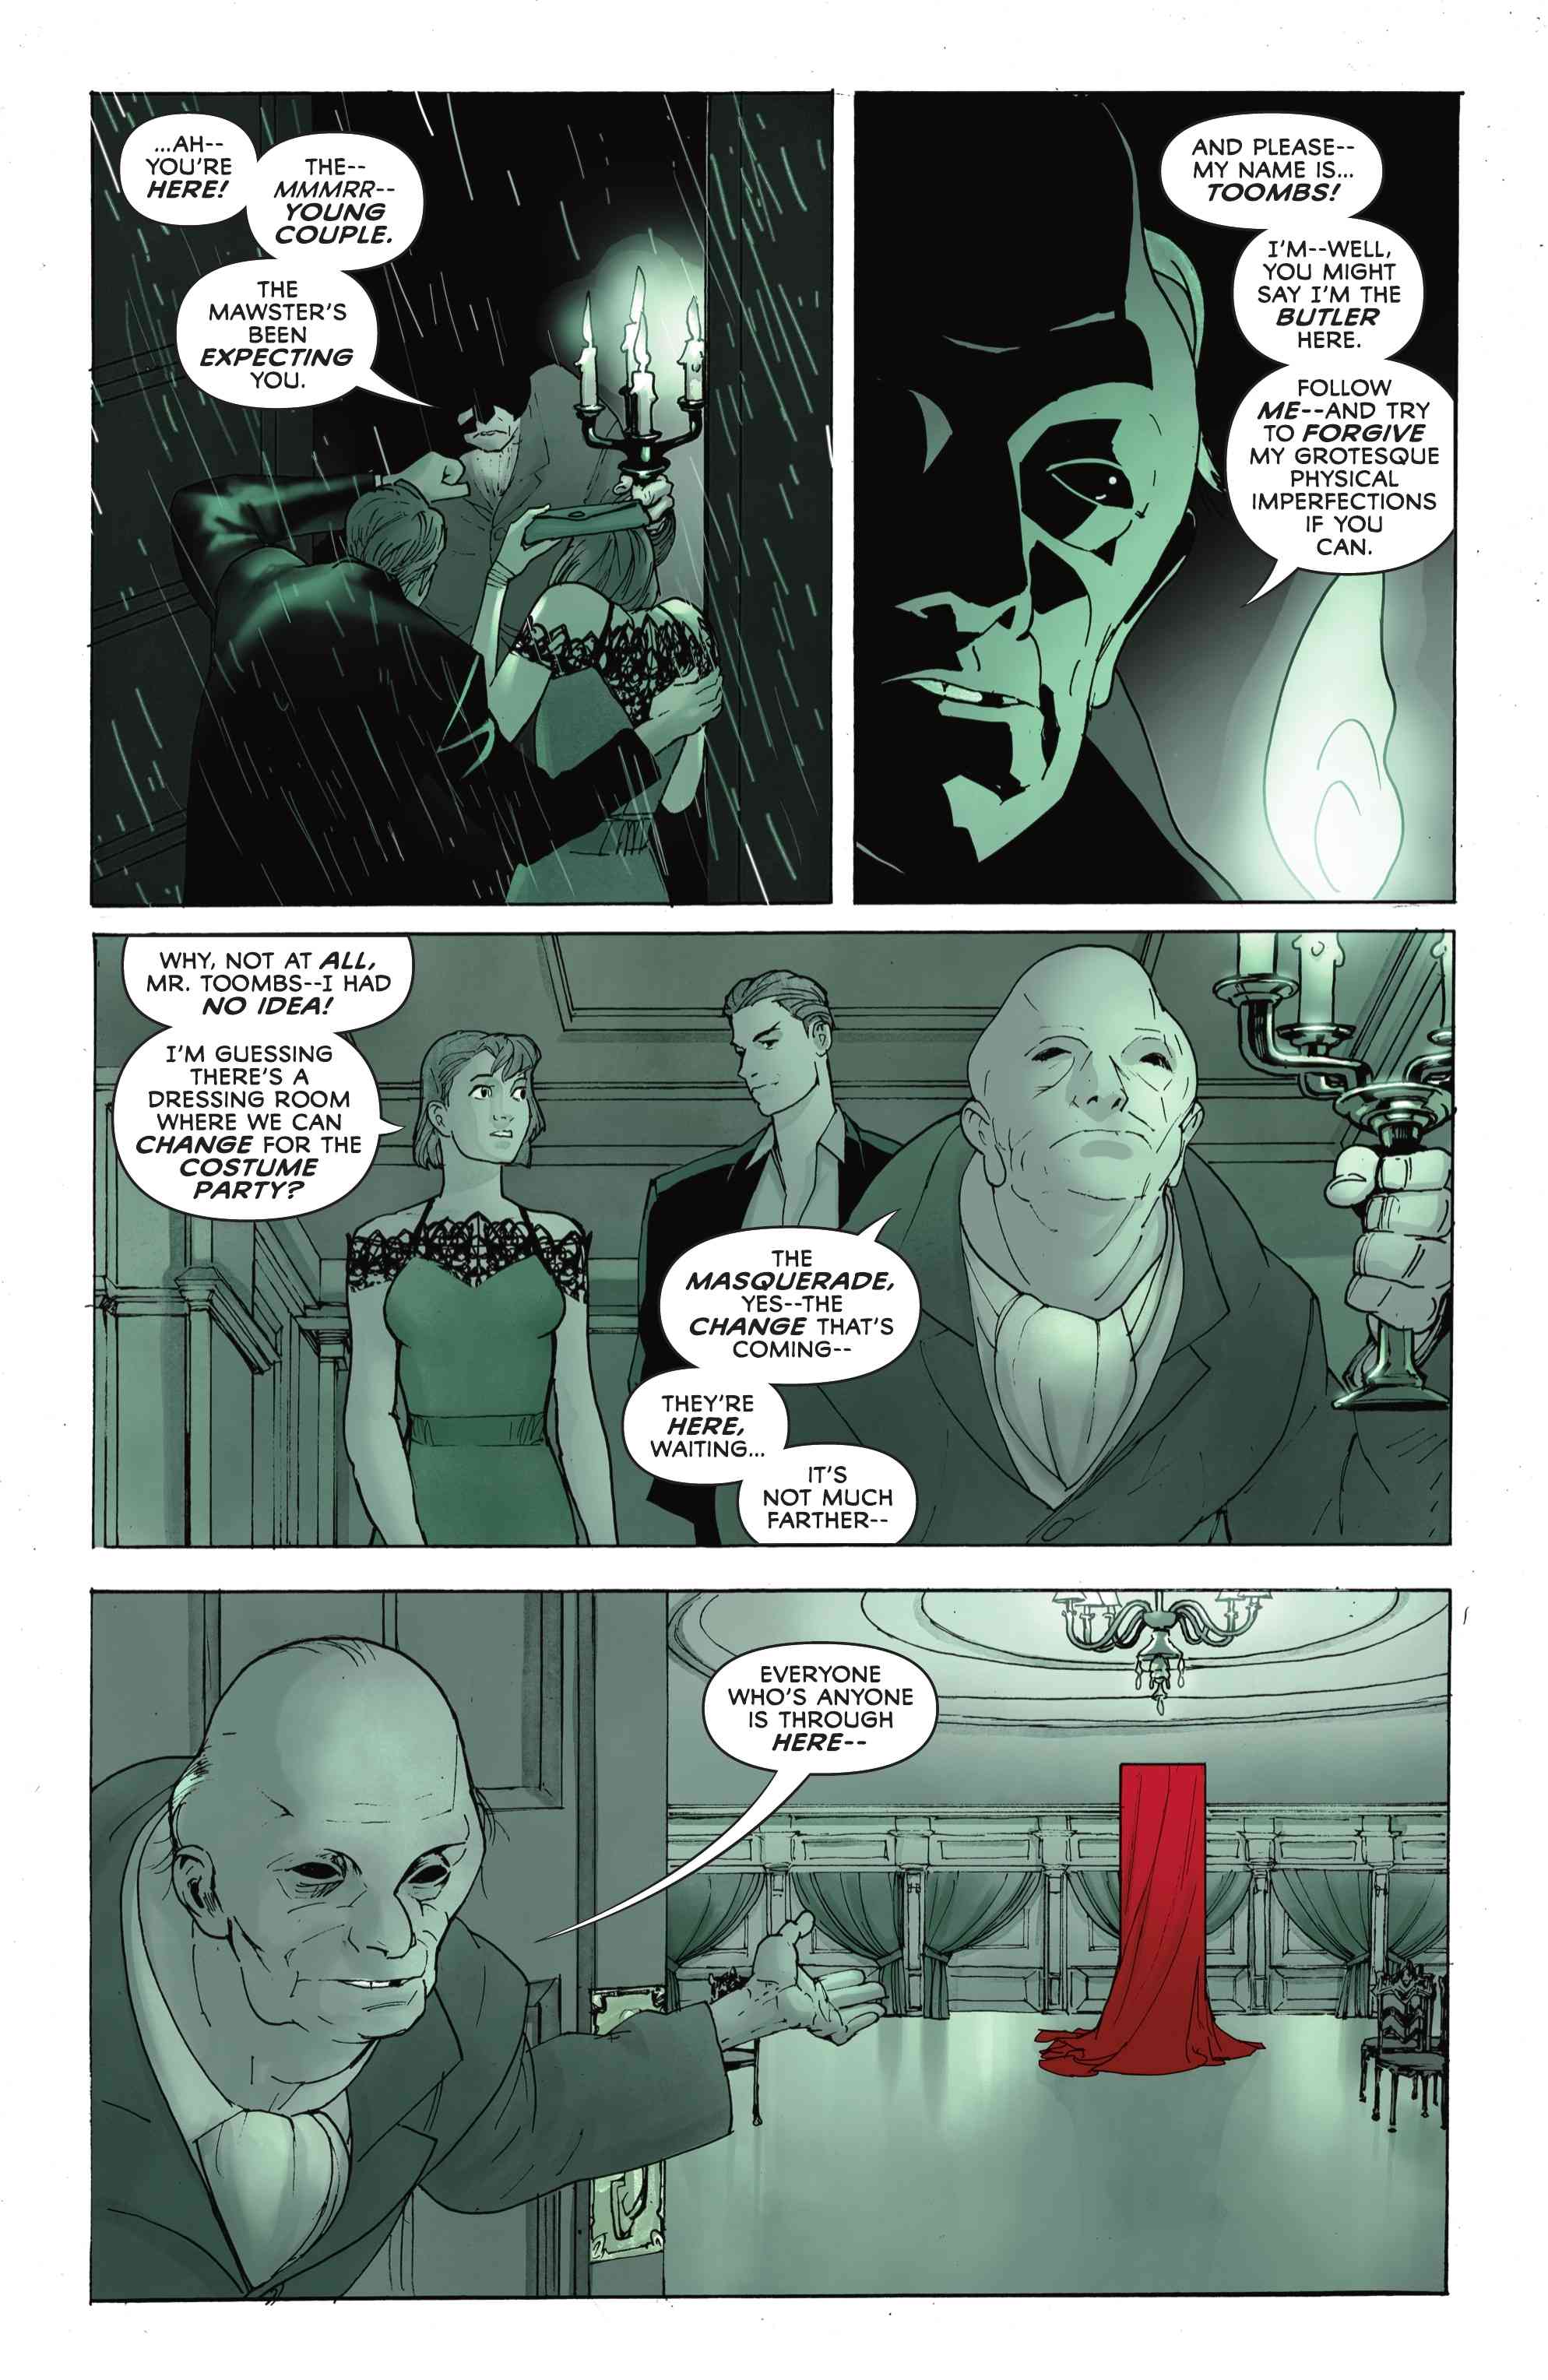 ...AH--
YOU'RE
HERE!
THE--
MMMRR--
YOUNG
COUPLE.
THE
MAWSTER'S
BEEN
EXPECTING
YOU.
AND PLEASE--
MY NAME IS...
TOOMBS!
I'M--WELL,
YOU MIGHT
SAY I'M THE
BUTLER
HERE.
FOLLOW
ME--AND TRY
TO FORGIVE
MY GROTESQUE
PHYSICAL
IMPERFECTIONS
IF YOU
CAN.
WHY, NOT AT ALL,
MR. TOOMBS--I HAD
NO IDEA!
I'M GUESSING
THERE'S A
DRESSING ROOM
WHERE WE CAN
CHANGE FOR THE
COSTUME
PARTY?
THE
MASQUERADE,
YES--THE
CHANGE THAT'S
COMING--
THEY'RE
HERE,
WAITING...
IT'S
NOT MUCH
FARTHER--
EVERYONE
WHO'S ANYONE
IS THROUGH
HERE--